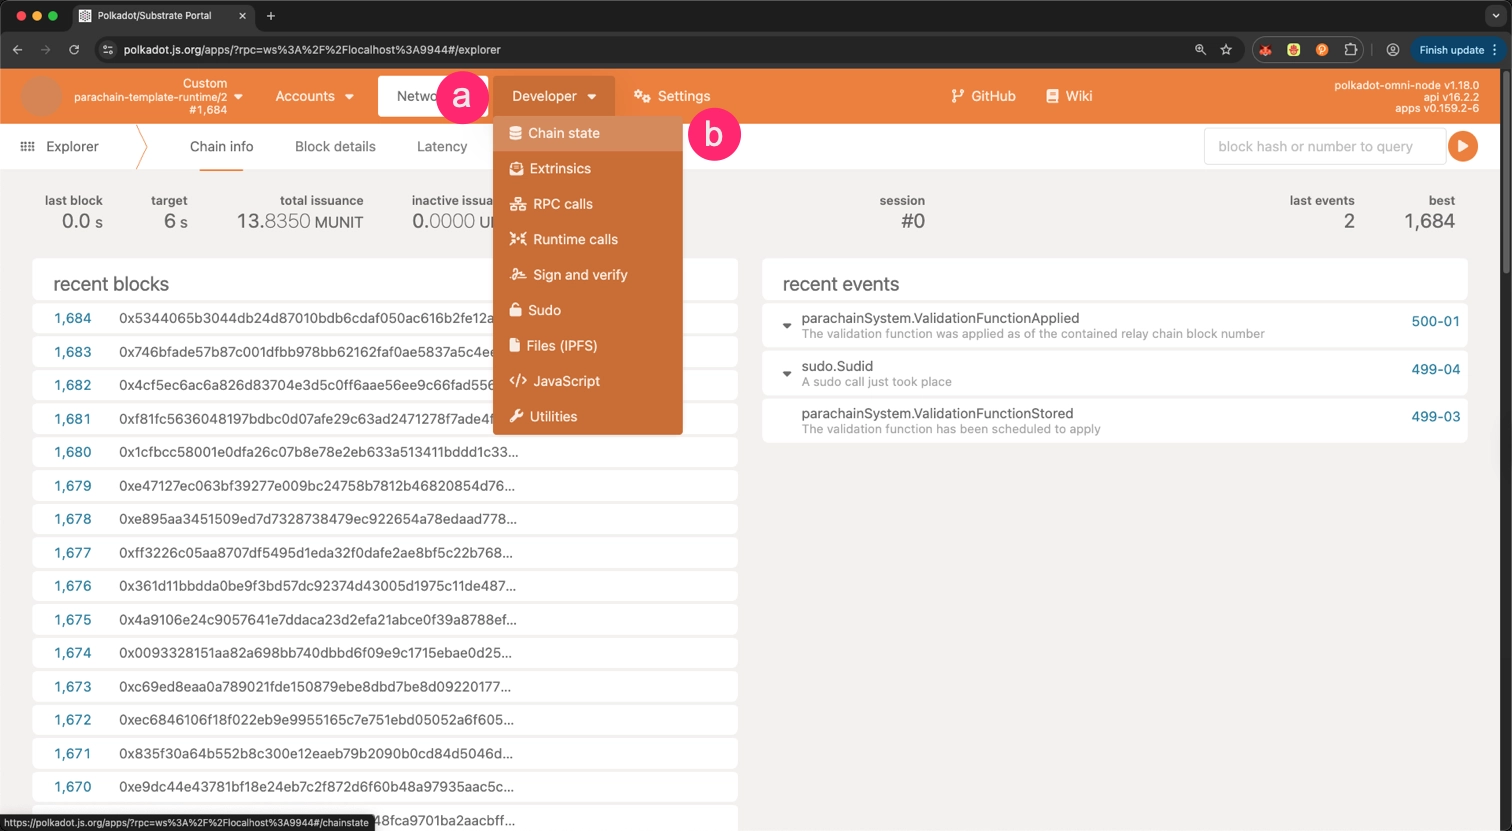 Polkadot/Substrate Portal
polkadot.js.org/apps/?rpc=ws%3A%2F%2Flocalhost%3A9944#/explorer
Finish update
Custom
parachain-template-runtime/2
#1,684
Accounts
Netwo
a
Developer
Settings
GitHub
Wiki
polkadot-omni-node v1.18.0
api v16.2.2
apps v0.159.2-6
b
Explorer
Chain info
Block details
Latency
block hash or number to query
Chain state
Extrinsics
RPC calls
Runtime calls
Sign and verify
Sudo
Files (IPFS)
JavaScript
Utilities
last block
0.0 s
target
6 s
total issuance
13.8350 MUNIT
inactive issua
0.0000 U
session
#0
last events
2
best
1,684
recent blocks
1,684 0x5344065b3044db24d87010bdb6cdaf050ac616b2fe12a
1,683 0x746bfade57b87c001dfbb978bb62162faf0ae5837a5c4e
1,682 0x4cf5ec6ac6a826d83704e3d5c0ff6aae56ee9c66fad556
1,681 0xf81fc5636048197bdbc0d07afe29c63ad2471278f7ade4
1,680 0x1cfbcc58001e0dfa26c07b8e78e2eb633a513411bddd1c33...
1,679 0xe47127ec063bf39277e009bc24758b7812b46820854d76...
1,678 0xe895aa3451509ed7d7328738479ec922654a78edaad778...
1,677 0xff3226c05aa8707df5495d1eda32f0dafe2ae8bf5c22b768...
1,676 0x361d11bbdda0be9f3bd57dc92374d43005d1975c11de487...
1,675 0x4a9106e24c9057641e7ddaca23d2efa21abce0f39a8788ef...
1,674 0x0093328151aa82a698bb740dbbd6f09e9c1715ebae0d25...
1,673 0xc69ed8eaa0a789021fde150879ebe8dbd7be8d09220177...
1,672 0xec6846106f18f022eb9e9955165c7e751ebd05052a6f605...
1,671 0x835f30a64b552b8c300e12eaeb79b2090b0cd84d5046d...
1,670 0xe9dc44e43781bf18e24eb7c2f872d6f60b48a97935aac5c...
48fca9701ba2aacbff...
recent events
parachainSystem.ValidationFunctionApplied
The validation function was applied as of the contained relay chain block number
500-01
sudo.Sudid
A sudo call just took place
499-04
parachainSystem.ValidationFunctionStored
The validation function has been scheduled to apply
499-03
https://polkadot.js.org/apps/?rpc=ws%3A%2F%2Flocalhost%3A9944#/chainstate